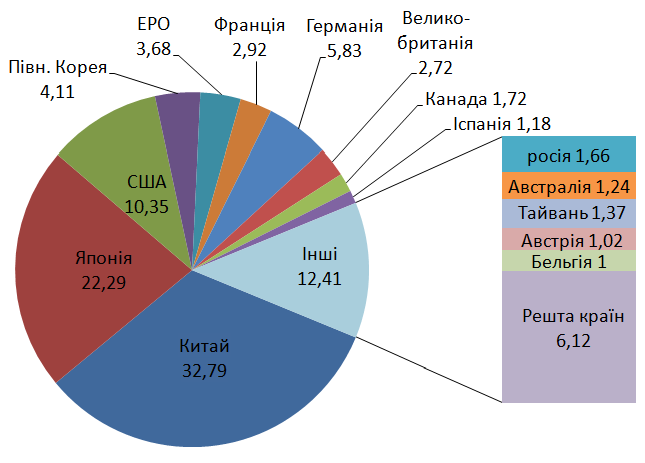 ЕРО
3,68
Франція
2,92
Германія
5,83
Велико-
британія
2,72
Півн. Корея
4,11
Канада 1,72
Іспанія 1,18
США
10,35
Японія
22,29
Інші
12,41
Китай
32,79
росія 1,66
Австралія 1,24
Тайвань 1,37
Австрія 1,02
Бельгія 1
Решта країн
6,12